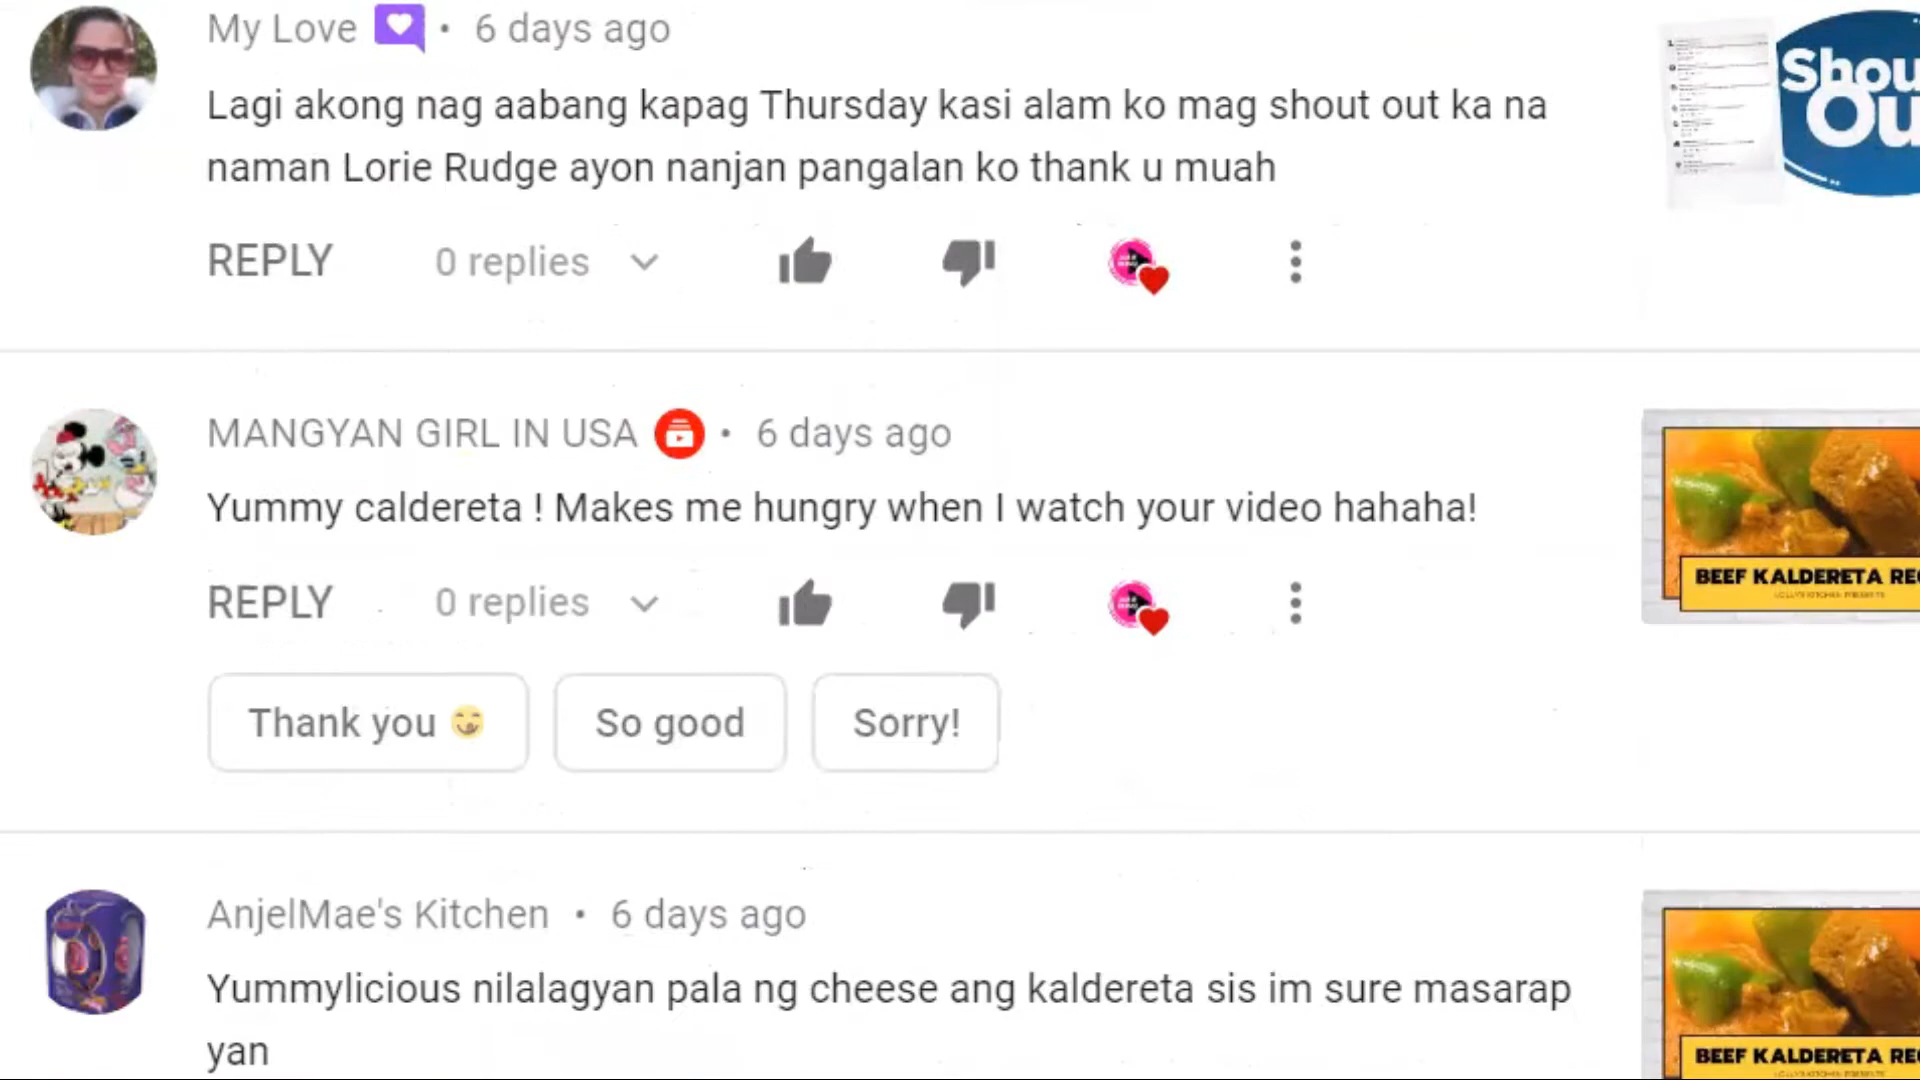 My Love • 6 days ago
Lagi akong nag aabang kapag Thursday kasi alam ko mag shout out ka na
naman Lorie Rudge ayon nanjan pangalan ko thank u muah
Shou
Ou
REPLY 0 replies
MANGYAN GIRL IN USA • 6 days ago
Yummy caldereta ! Makes me hungry when I watch your video hahaha!
BEEF KALDERETA RE
LOLLY'S KITCHEN PRESENTS
REPLY 0 replies
Thank you 😋 So good Sorry!
AnjelMae's Kitchen • 6 days ago
Yummylicious nilalagyan pala ng cheese ang kaldereta sis im sure masarap
yan
BEEF KALDERETA RE